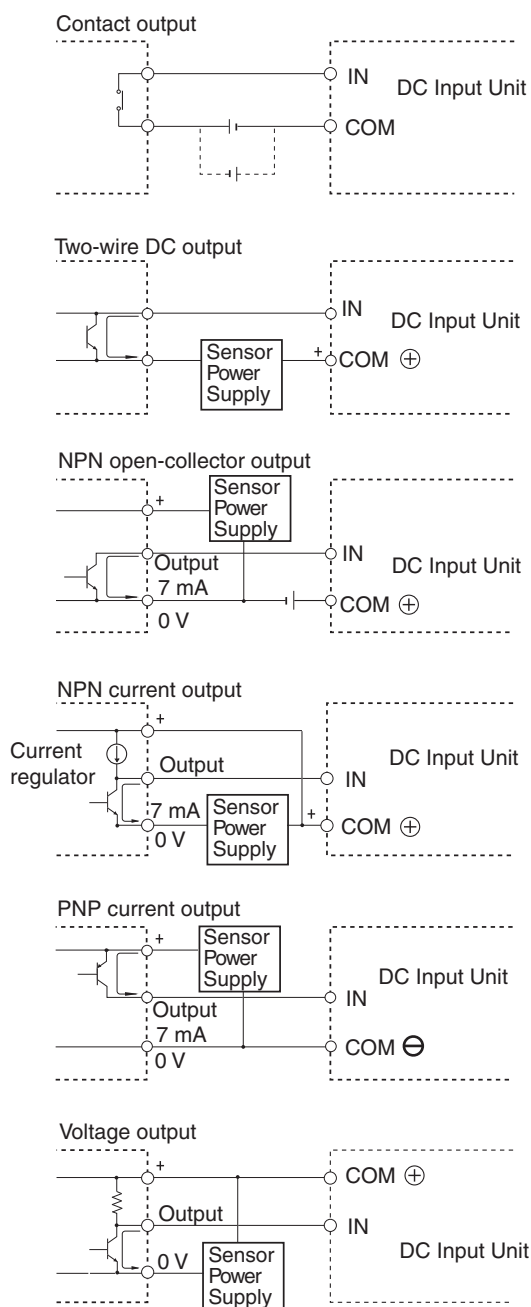 Contact output
IN
DC Input Unit
COM
Two-wire DC output
IN
DC Input Unit
Sensor
Power
Supply
+
COM ⊕
NPN open-collector output
+
Sensor
Power
Supply
Output
IN
DC Input Unit
7 mA
COM ⊕
0 V
NPN current output
+
Current
regulator
DC Input Unit
Output
IN
7 mA
Sensor
Power
Supply
+
COM ⊕
0 V
PNP current output
+
Sensor
Power
Supply
DC Input Unit
Output
IN
7 mA
COM ⊖
0 V
Voltage output
+
COM ⊕
Output
IN
0 V
Sensor
Power
Supply
DC Input Unit